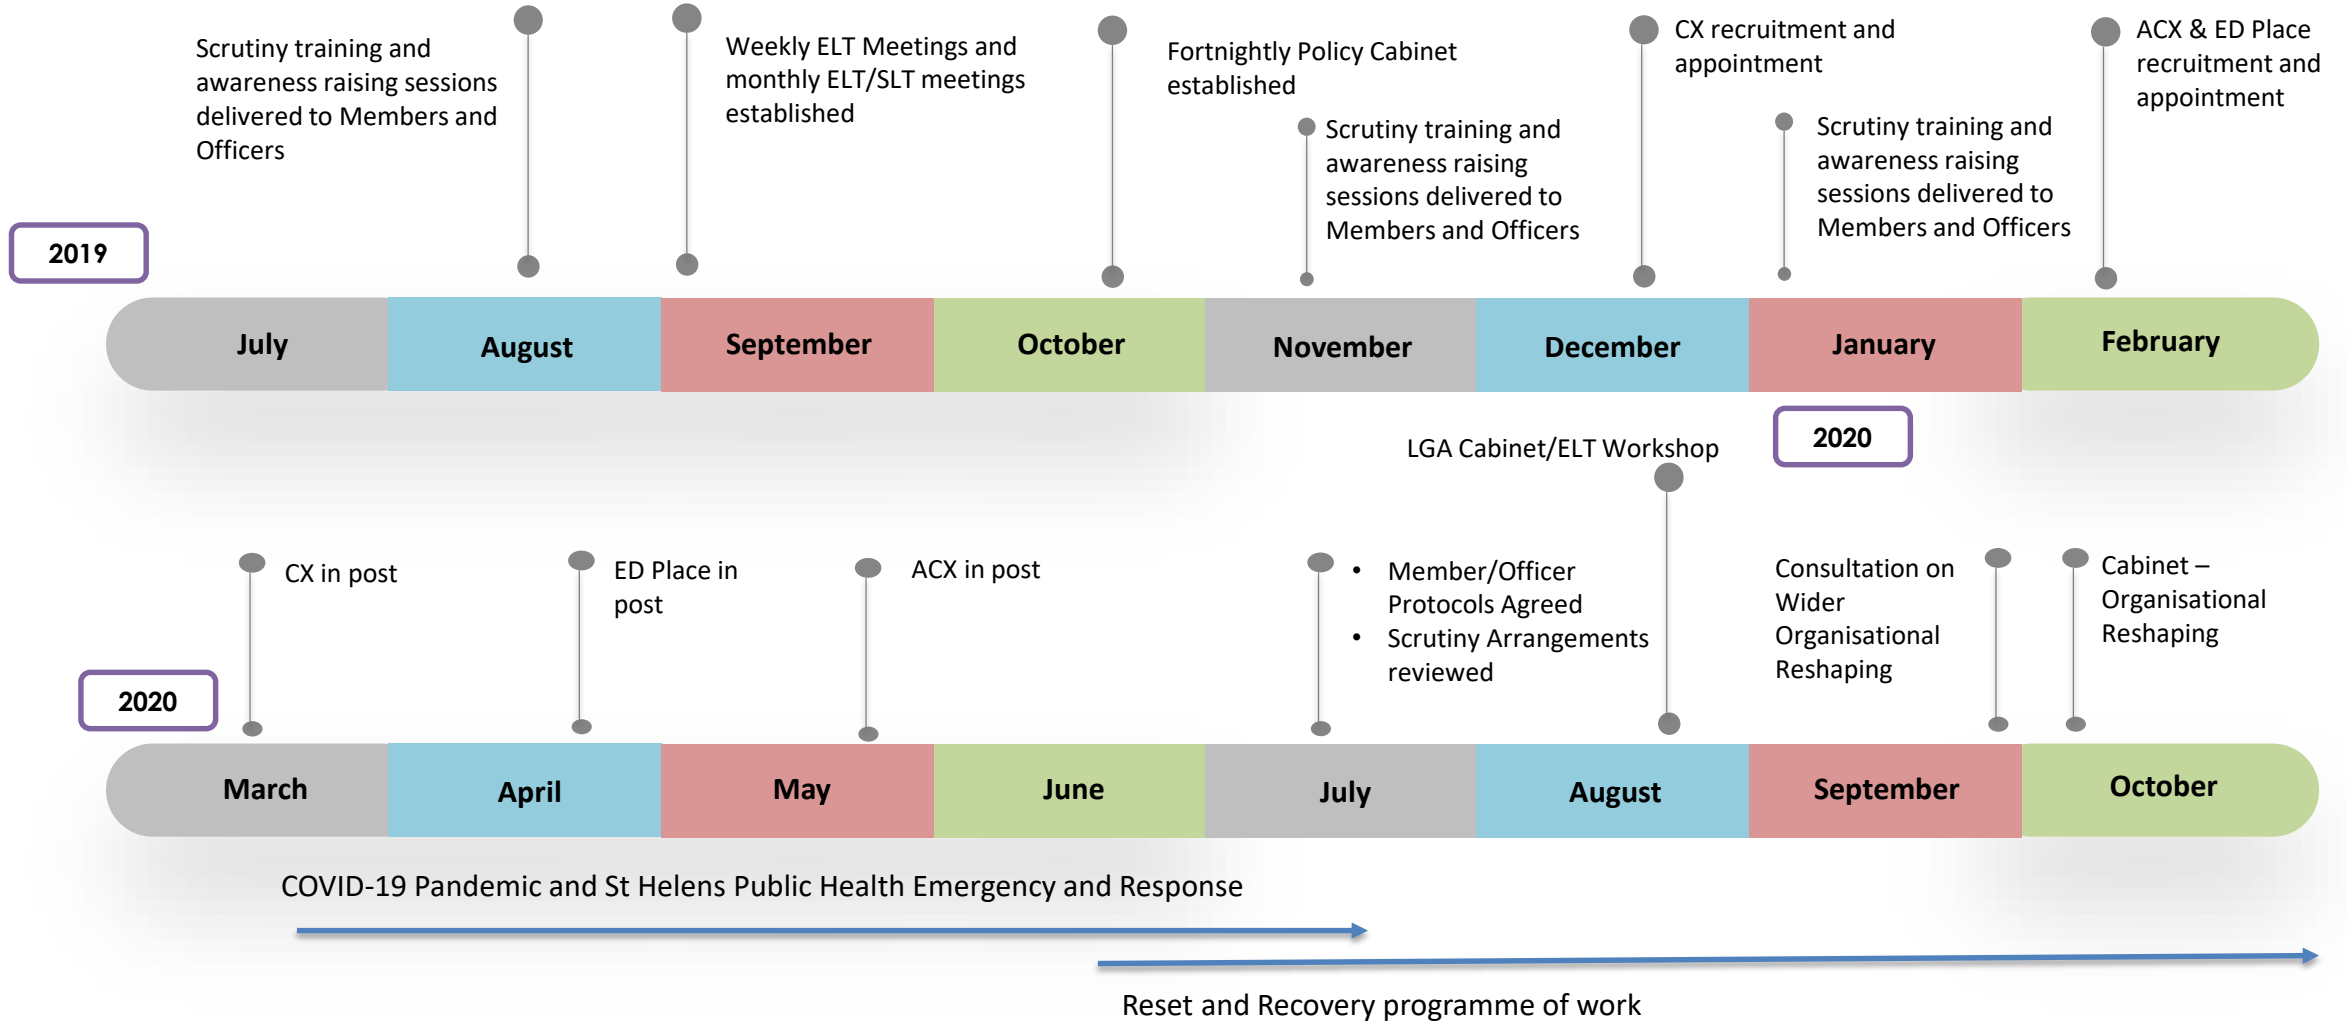 Scrutiny training and
awareness raising sessions
delivered to Members and
Officers
Weekly ELT Meetings and
monthly ELT/SLT meetings
established
Fortnightly Policy Cabinet
established
Scrutiny training and
awareness raising
sessions delivered to
Members and Officers
CX recruitment and
appointment
Scrutiny training and
awareness raising
sessions delivered to
Members and Officers
ACX & ED Place
recruitment and
appointment
2019
July
August
September
October
November
December
January
February
2020
LGA Cabinet/ELT Workshop
CX in post
ED Place in
post
ACX in post
• Member/Officer
Protocols Agreed
• Scrutiny Arrangements
reviewed
Consultation on
Wider
Organisational
Reshaping
Cabinet –
Organisational
Reshaping
2020
March
April
May
June
July
August
September
October
COVID-19 Pandemic and St Helens Public Health Emergency and Response
Reset and Recovery programme of work